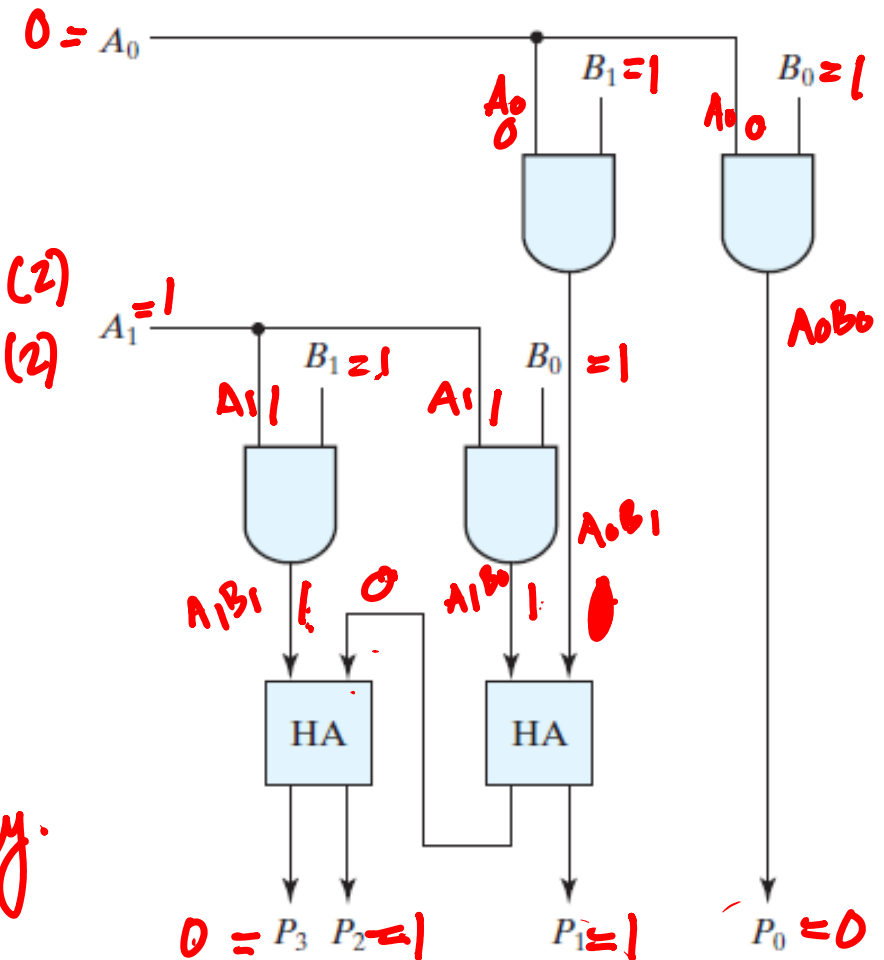 0 = A₀
B₁ = 1
B₀ = 1
A₀
0
A₀ 0
(2)
A₁ = 1
A₀B₀
(2)
B₁ = 1
B₀ = 1
A₁ 1
A₁ 1
A₀B₁
A₁B₁ 1
0
A₁B₀ 1
0
HA
HA
y.
0 = P₃
P₂ = 1
P₁ = 1
P₀ = 0